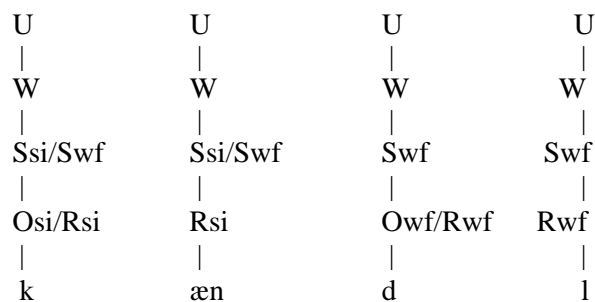 U U U U
| | | |
W W W W
| | | |
Ssi/Swf Ssi/Swf Swf Swf
| | | |
Osi/Rsi Rsi Owf/Rwf Rwf
| | | |
k æn d l